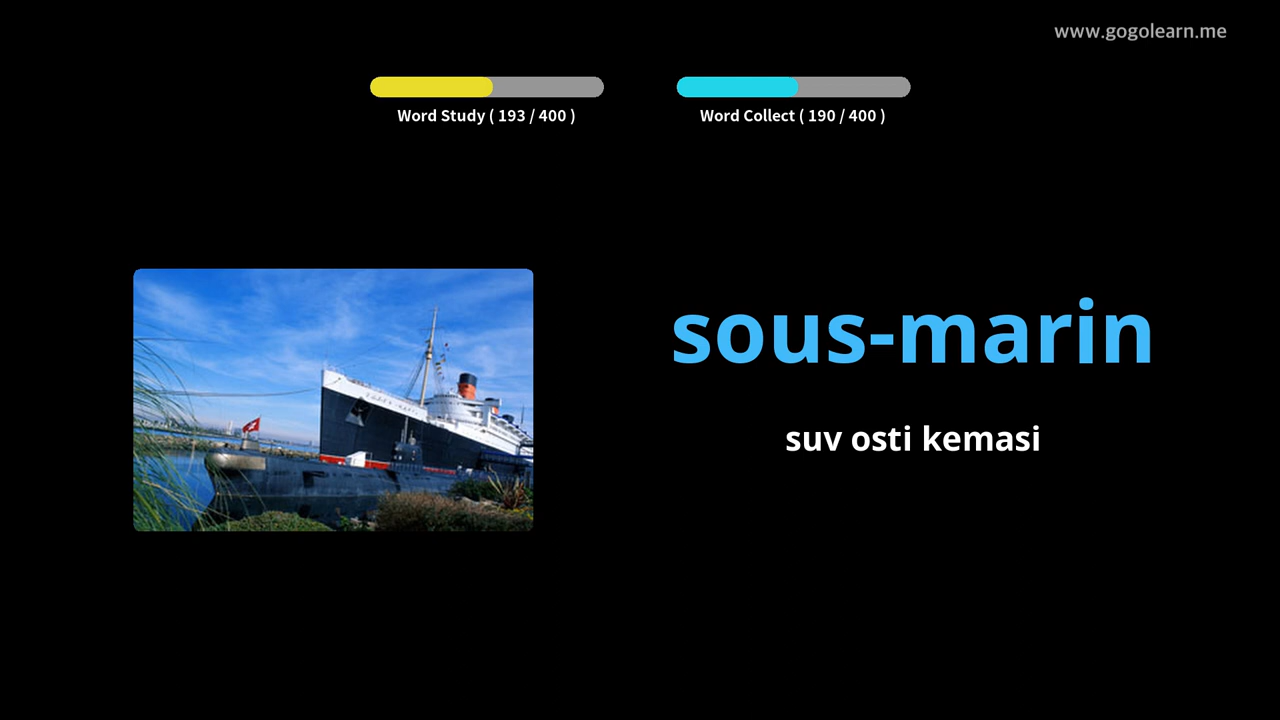 www.gogolearn.me
Word Study ( 193 / 400 )
Word Collect ( 190 / 400 )
sous-marin
suv osti kemasi